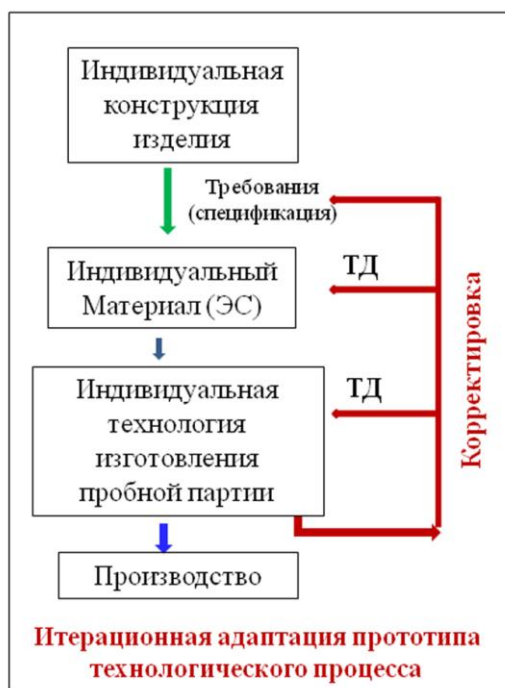 Индивидуальная
конструкция
изделия
Требования
(спецификация)
Индивидуальный
Материал (ЭС)
ТД
Индивидуальная
технология
изготовления
пробной партии
ТД
Корректировка
Производство
Итерационная адаптация прототипа
технологического процесса